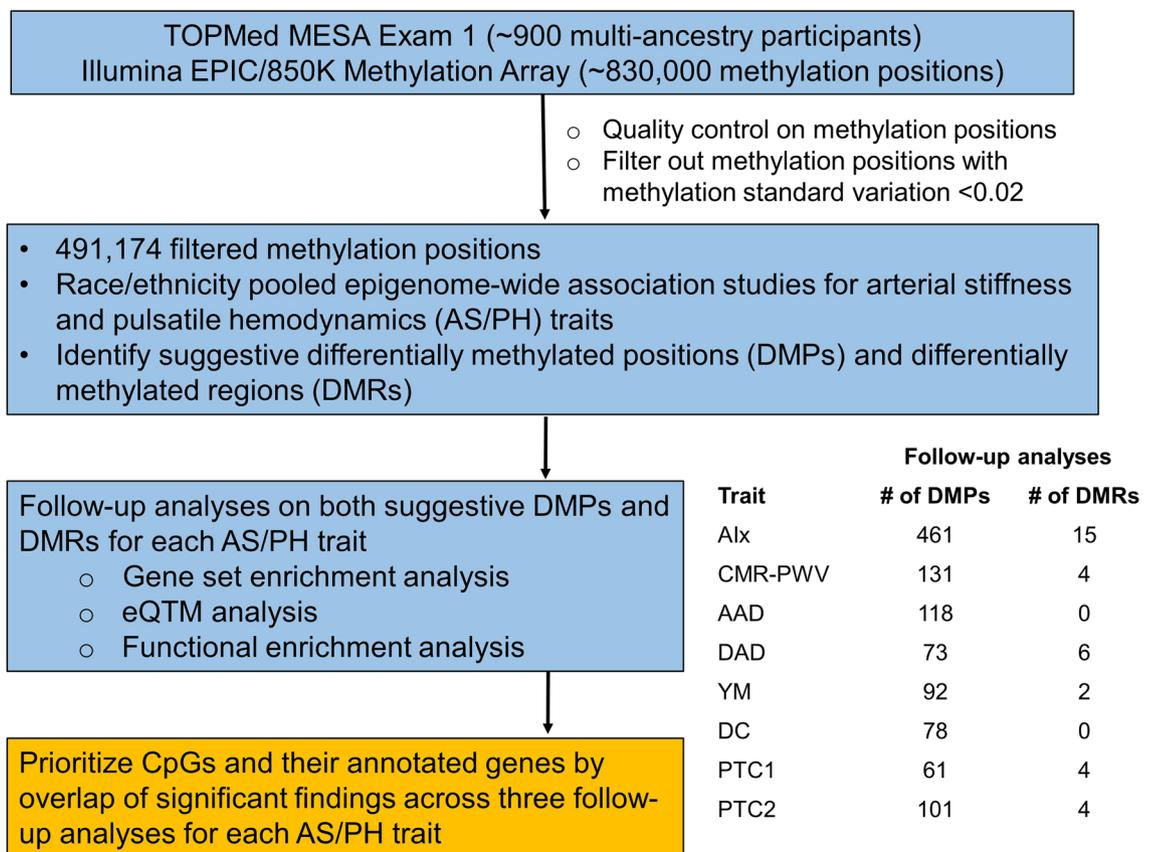 TOPMed MESA Exam 1 (~900 multi-ancestry participants)
Illumina EPIC/850K Methylation Array (~830,000 methylation positions)
o Quality control on methylation positions
o Filter out methylation positions with
methylation standard variation <0.02
• 491,174 filtered methylation positions
• Race/ethnicity pooled epigenome-wide association studies for arterial stiffness
and pulsatile hemodynamics (AS/PH) traits
• Identify suggestive differentially methylated positions (DMPs) and differentially
methylated regions (DMRs)
Follow-up analyses on both suggestive DMPs and
DMRs for each AS/PH trait
o Gene set enrichment analysis
o eQTM analysis
o Functional enrichment analysis
Prioritize CpGs and their annotated genes by
overlap of significant findings across three follow-
up analyses for each AS/PH trait
Follow-up analyses
Trait # of DMPs # of DMRs
AIx 461 15
CMR-PWV 131 4
AAD 118 0
DAD 73 6
YM 92 2
DC 78 0
PTC1 61 4
PTC2 101 4